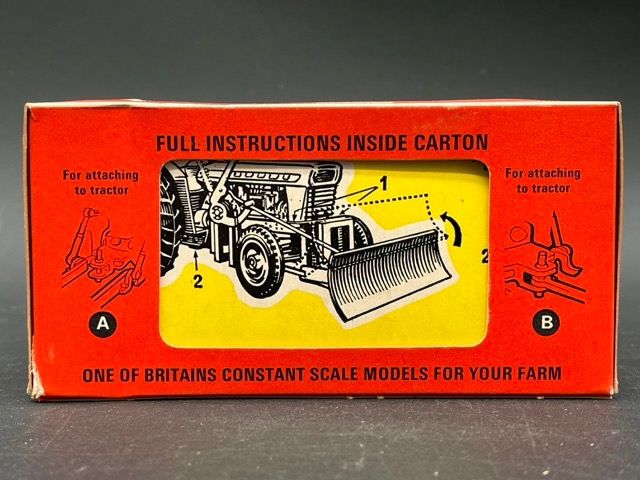 FULL INSTRUCTIONS INSIDE CARTON
For attaching
to tractor
A
1
2
2
For attaching
to tractor
B
ONE OF BRITAINS CONSTANT SCALE MODELS FOR YOUR FARM